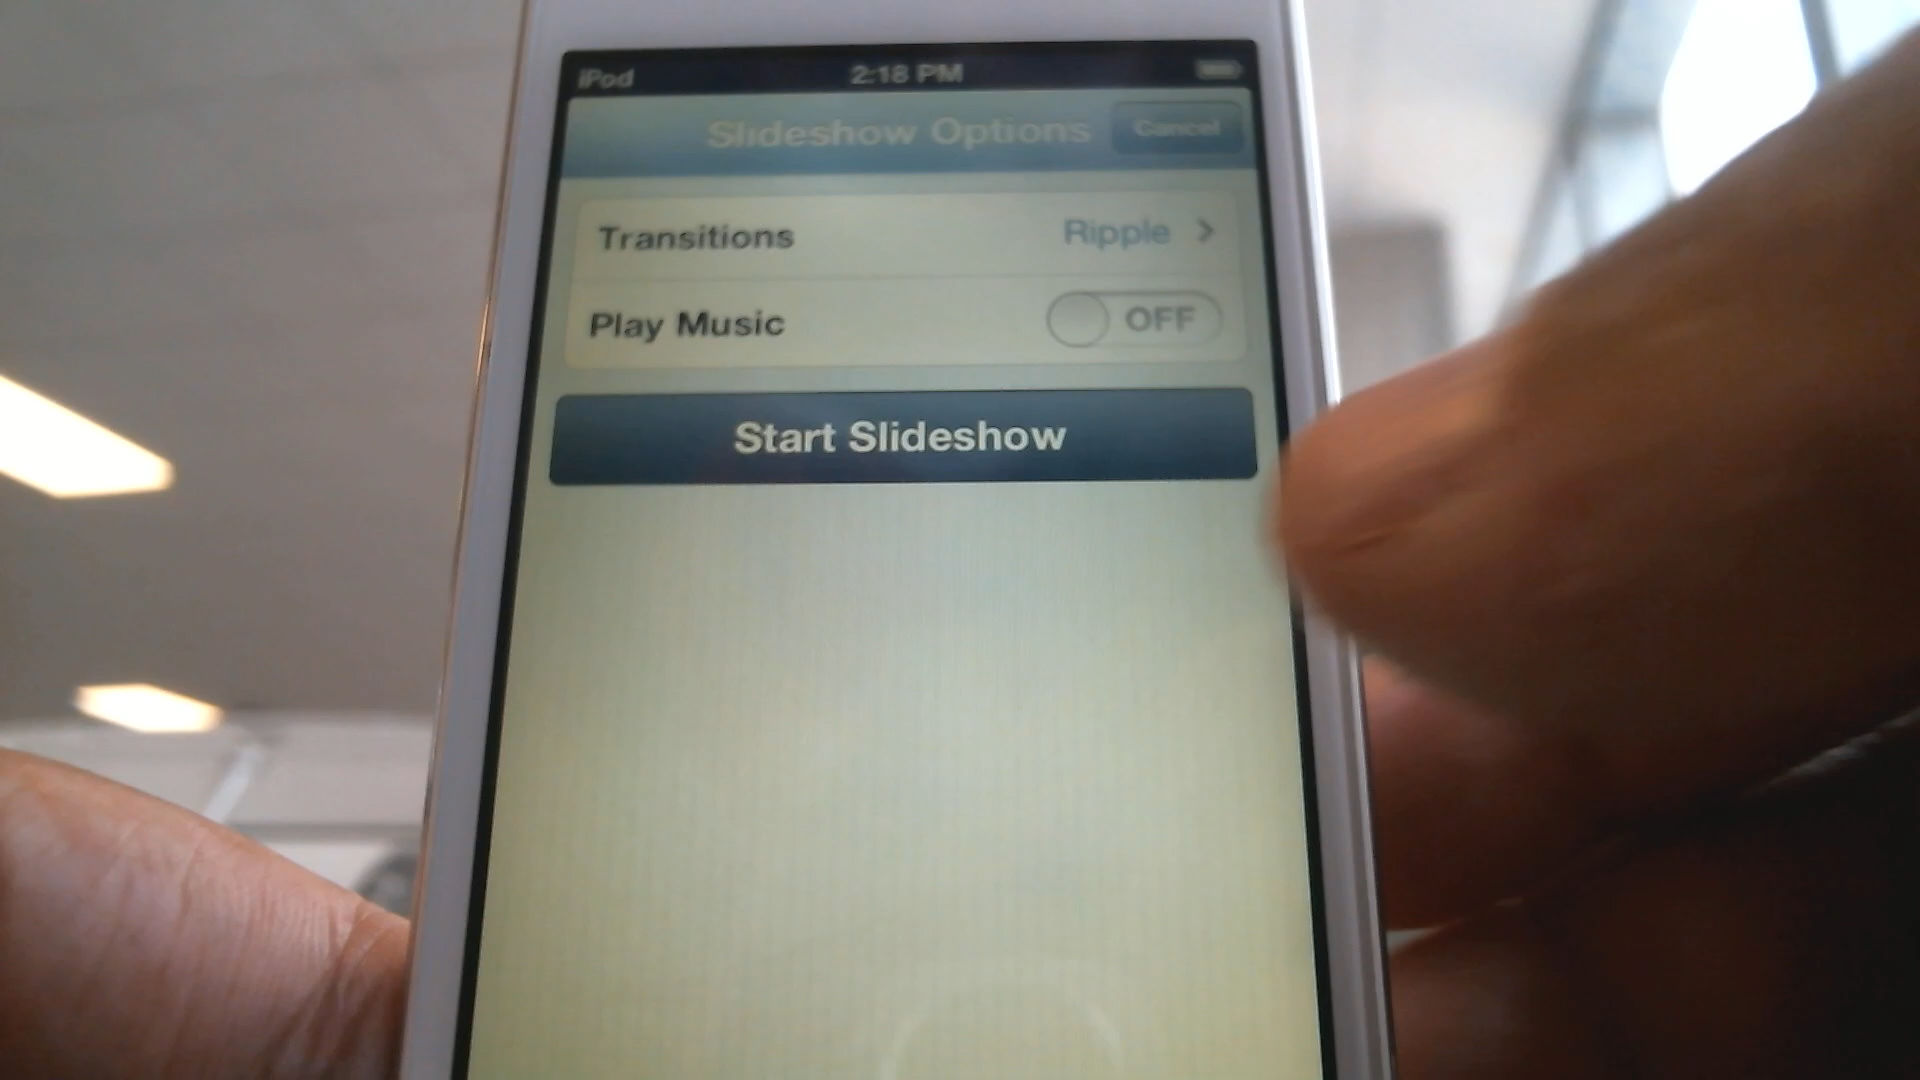 iPod 2:18 PM
Slideshow Options Cancel
Transitions Ripple >
Play Music OFF
Start Slideshow